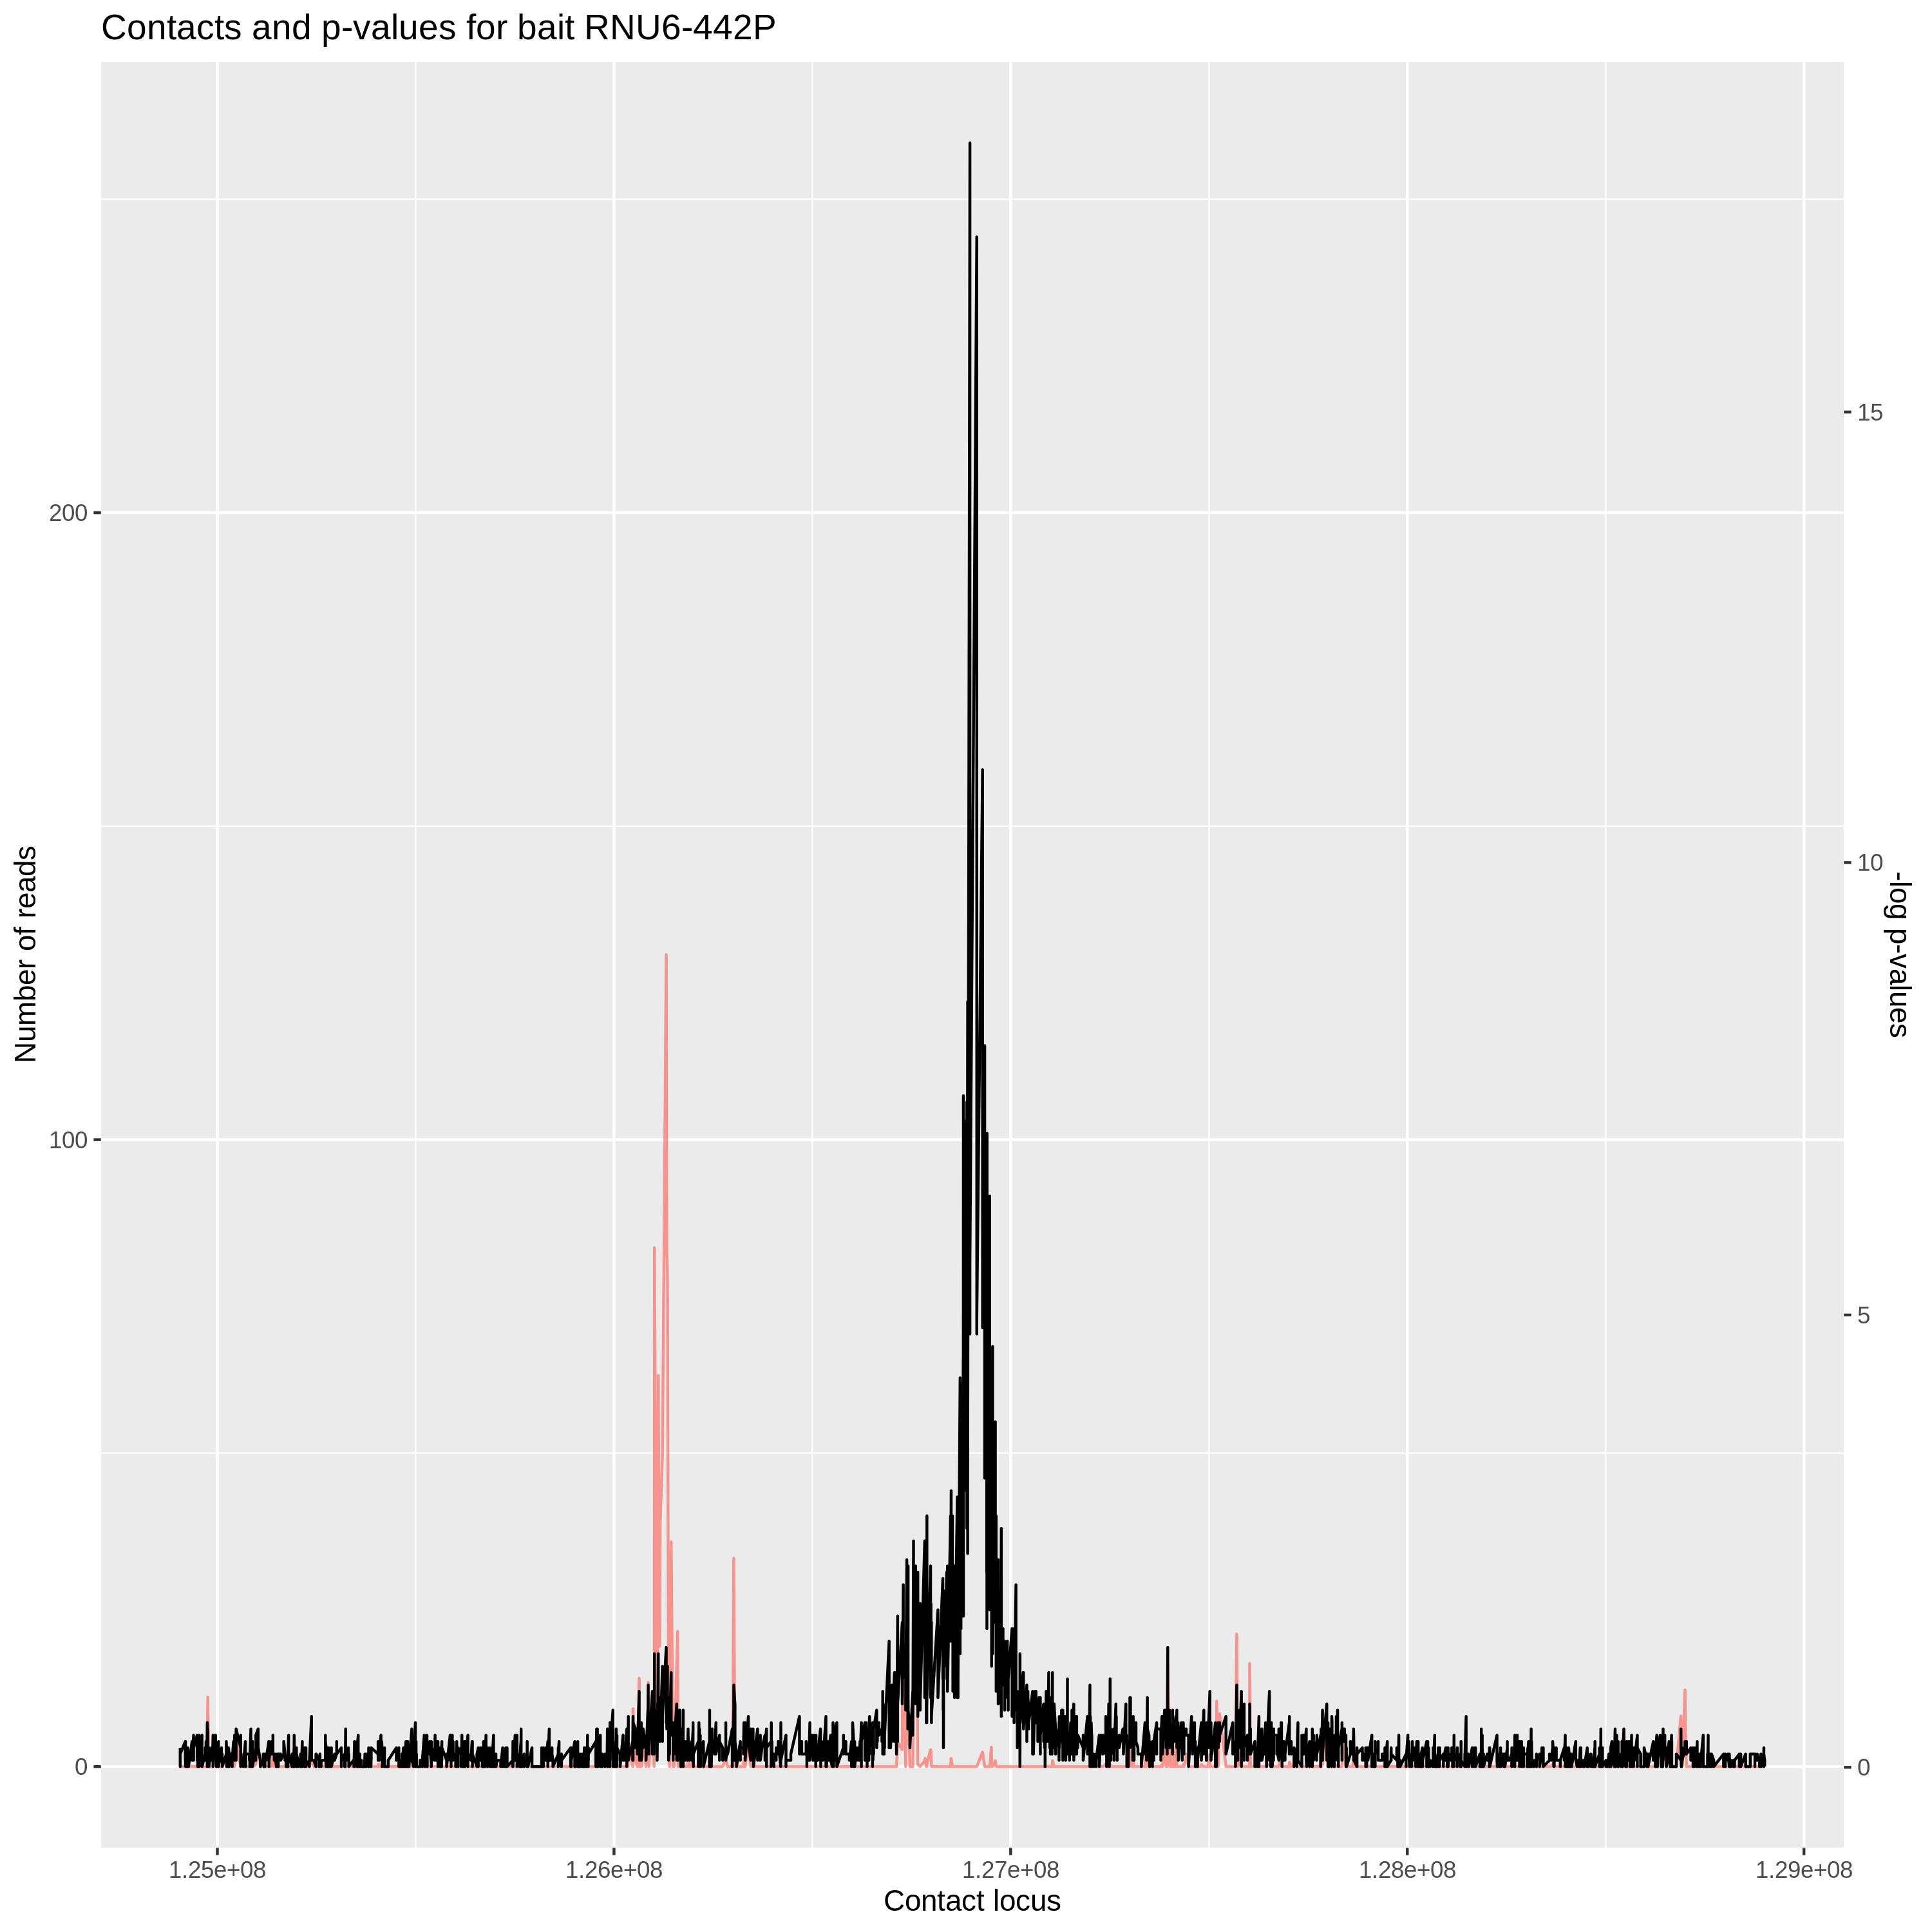 Contacts and p-values for bait RNU6-442P
Number of reads
200
100
0
15
10
5
0
-log p-values
1.25e+08 1.26e+08 1.27e+08 1.28e+08 1.29e+08
Contact locus